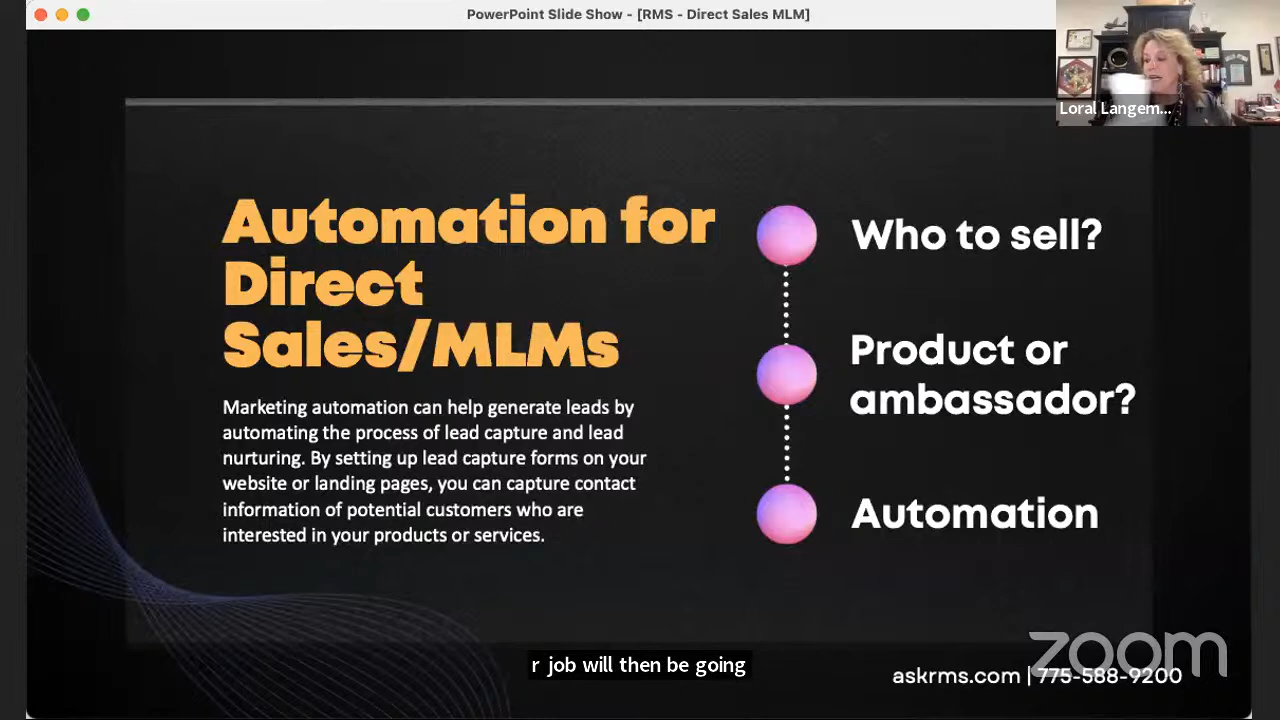 PowerPoint Slide Show - [RMS - Direct Sales MLM]
Loral Langem...
Automation for
Direct
Sales/MLMs
Marketing automation can help generate leads by
automating the process of lead capture and lead
nurturing. By setting up lead capture forms on your
website or landing pages, you can capture contact
information of potential customers who are
interested in your products or services.
Who to sell?
Product or
ambassador?
Automation
r job will then be going
askrms.com | 775-588-9200
zoom